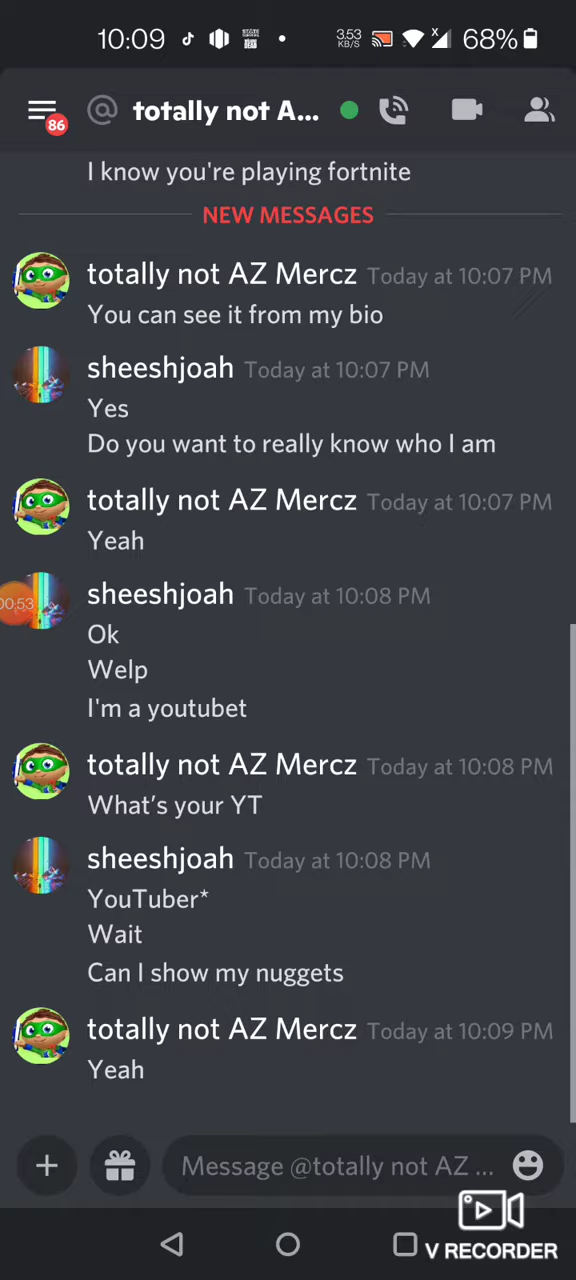 10:09
3.53
KB/S
X
68%
86
@ totally not A...
I know you're playing fortnite
NEW MESSAGES
totally not AZ Mercz Today at 10:07 PM
You can see it from my bio
sheeshjoah Today at 10:07 PM
Yes
Do you want to really know who I am
totally not AZ Mercz Today at 10:07 PM
Yeah
00:53
sheeshjoah Today at 10:08 PM
Ok
Welp
I'm a youtubet
totally not AZ Mercz Today at 10:08 PM
What’s your YT
sheeshjoah Today at 10:08 PM
YouTuber*
Wait
Can I show my nuggets
totally not AZ Mercz Today at 10:09 PM
Yeah
Message @totally not AZ ...
V RECORDER